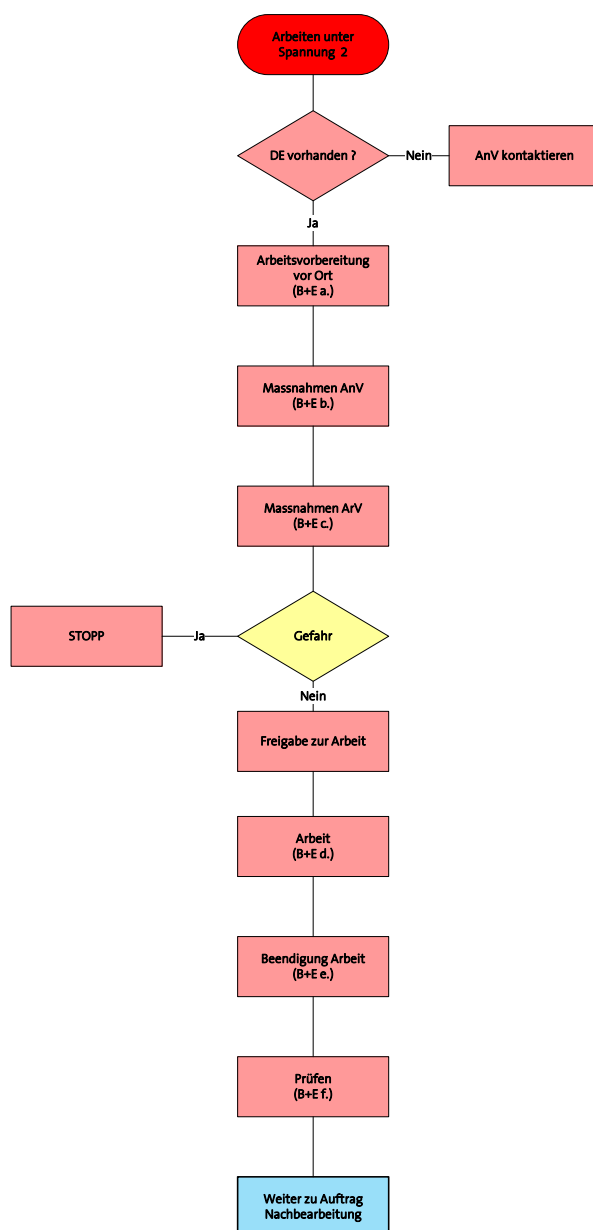 Arbeiten unter
Spannung 2
DE vorhanden ?
Nein
AnV kontaktieren
Ja
Arbeitsvorbereitung
vor Ort
(B+E a.)
Massnahmen AnV
(B+E b.)
Massnahmen ArV
(B+E c.)
STOPP
Ja
Gefahr
Nein
Freigabe zur Arbeit
Arbeit
(B+E d.)
Beendigung Arbeit
(B+E e.)
Prüfen
(B+E f.)
Weiter zu Auftrag
Nachbearbeitung